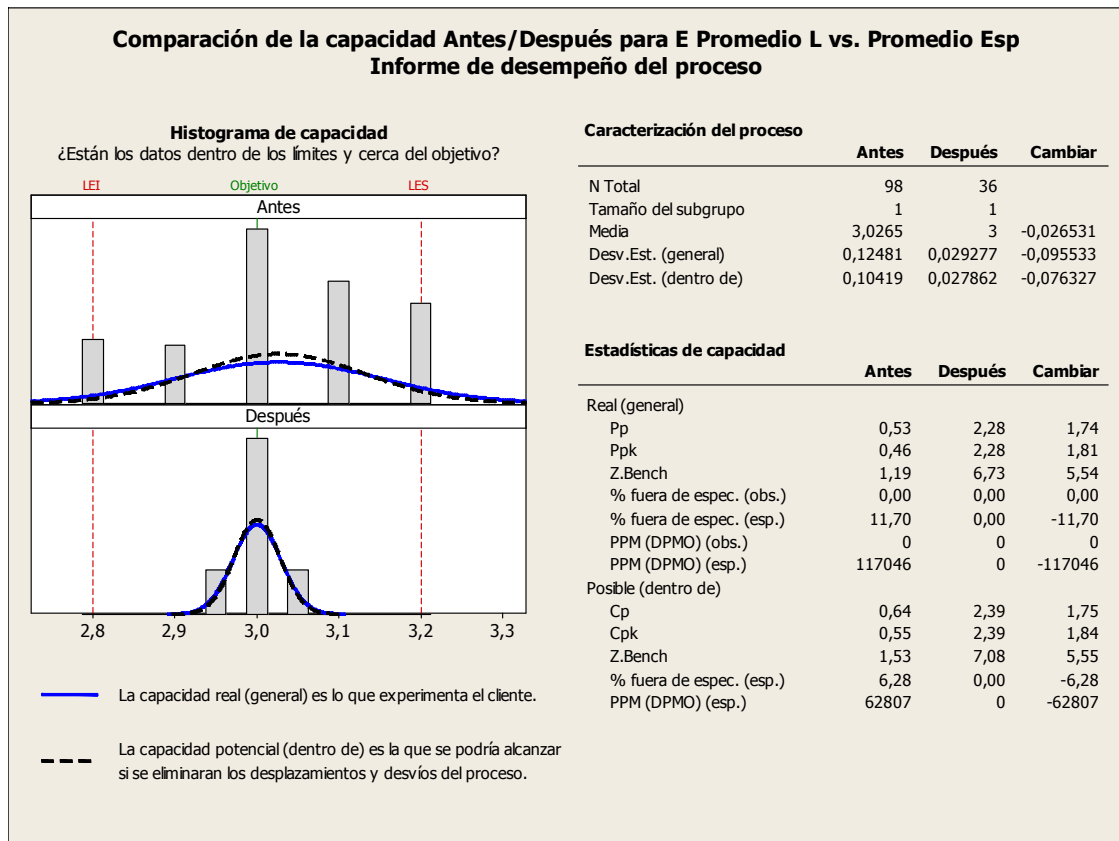 Comparación de la capacidad Antes/Después para E Promedio L vs. Promedio Esp
Informe de desempeño del proceso
Histograma de capacidad
¿Están los datos dentro de los límites y cerca del objetivo?
LEI Objetivo LES
Antes
Después
2,8 2,9 3,0 3,1 3,2 3,3
La capacidad real (general) es lo que experimenta el cliente.
La capacidad potencial (dentro de) es la que se podría alcanzar
si se eliminaran los desplazamientos y desvíos del proceso.
Caracterización del proceso
Antes Después Cambiar
N Total 98 36
Tamaño del subgrupo 1 1
Media 3,0265 3 -0,026531
Desv.Est. (general) 0,12481 0,029277 -0,095533
Desv.Est. (dentro de) 0,10419 0,027862 -0,076327
Estadísticas de capacidad
Antes Después Cambiar
Real (general)
Pp 0,53 2,28 1,74
Ppk 0,46 2,28 1,81
Z.Bench 1,19 6,73 5,54
% fuera de espec. (obs.) 0,00 0,00 0,00
% fuera de espec. (esp.) 11,70 0,00 -11,70
PPM (DPMO) (obs.) 0 0 0
PPM (DPMO) (esp.) 117046 0 -117046
Posible (dentro de)
Cp 0,64 2,39 1,75
Cpk 0,55 2,39 1,84
Z.Bench 1,53 7,08 5,55
% fuera de espec. (esp.) 6,28 0,00 -6,28
PPM (DPMO) (esp.) 62807 0 -62807